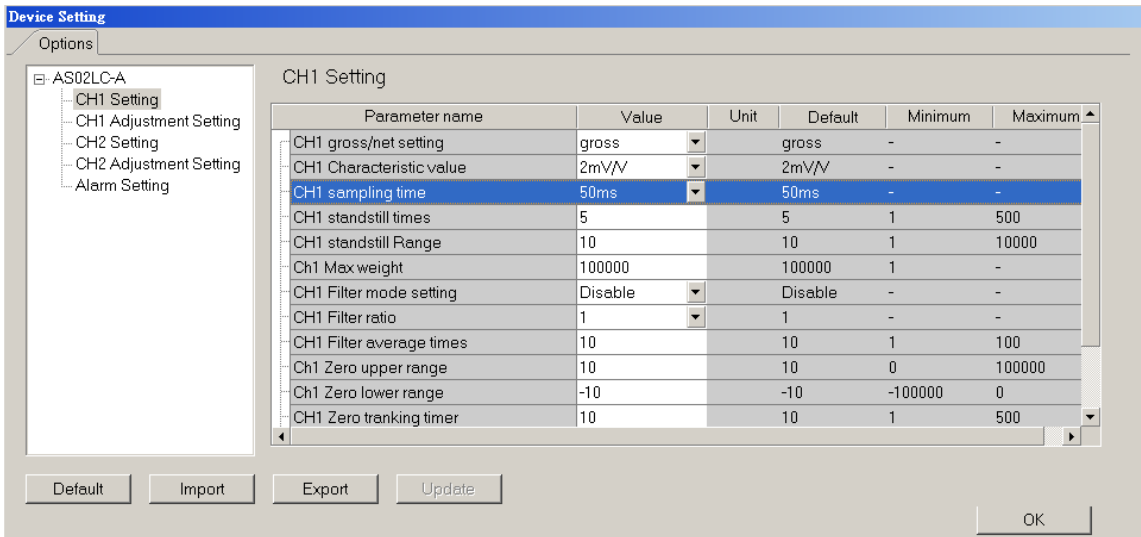 Device Setting
Options
AS02LC-A
CH1 Setting
CH1 Adjustment Setting
CH2 Setting
CH2 Adjustment Setting
Alarm Setting
CH1 Setting
Parameter name Value Unit Default Minimum Maximum
CH1 gross/net setting gross gross - -
CH1 Characteristic value 2mV/V 2mV/V - -
CH1 sampling time 50ms 50ms - -
CH1 standstill times 5 5 1 500
CH1 standstill Range 10 10 1 10000
Ch1 Max weight 100000 100000 1 -
CH1 Filter mode setting Disable Disable - -
CH1 Filter ratio 1 1 - -
CH1 Filter average times 10 10 1 100
Ch1 Zero upper range 10 10 0 100000
Ch1 Zero lower range -10 -10 -100000 0
CH1 Zero tranking timer 10 10 1 500
Default Import Export Update
OK